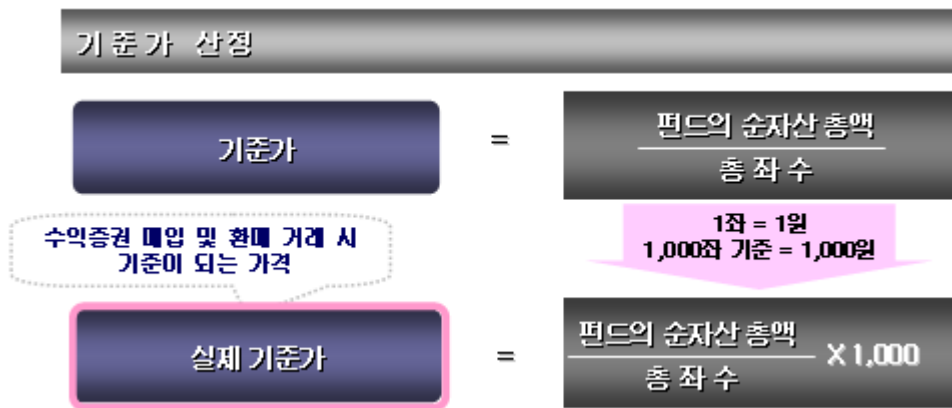 기준가 산정
기준가
=
펀드의 순자산 총액
총 좌 수
수익증권 매입 및 환매 거래 시
기준이 되는 가격
1좌 = 1원
1,000좌 기준 = 1,000원
실제 기준가
=
펀드의 순자산 총액
총 좌 수
X 1,000